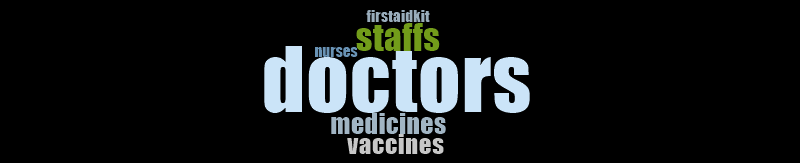 firstaidkit
staffs
nurses
doctors
medicines
vaccines